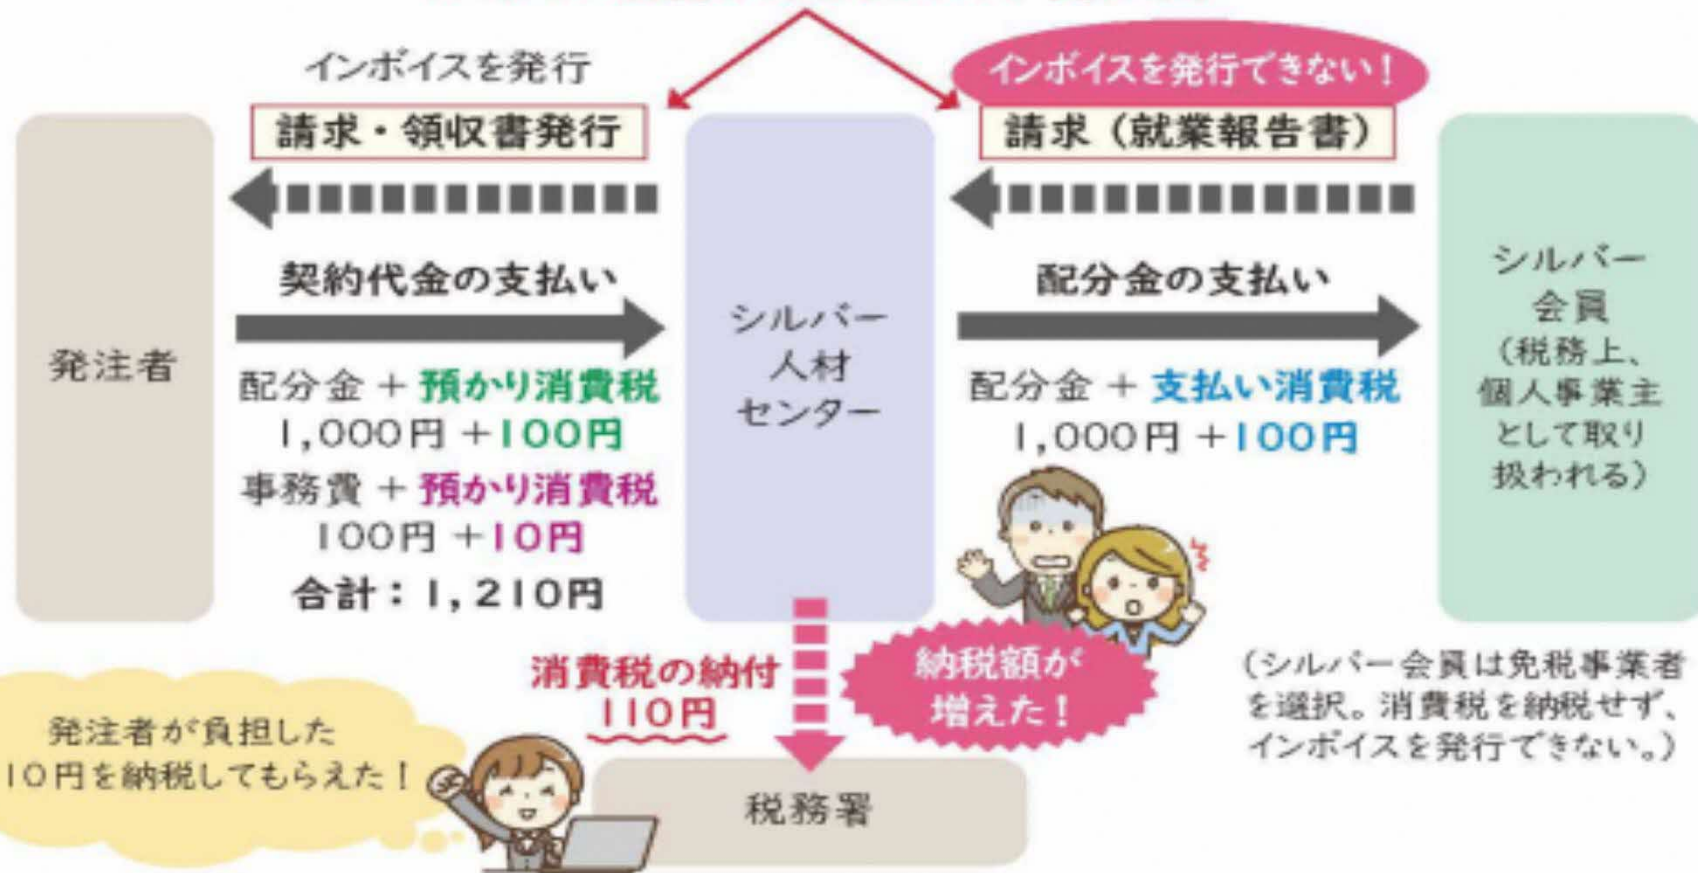 インボイスを発行
請求・領収書発行
インボイスを発行できない!
請求(就業報告書)
発注者
契約代金の支払い
配分金 + 預かり消費税
1,000円 + 100円
事務費 + 預かり消費税
100円 + 10円
合計:1,210円
シルバー
人材
センター
配分金の支払い
配分金 + 支払い消費税
1,000円 + 100円
シルバー
会員
(税務上、
個人事業主
として取り
扱われる)
消費税の納付
110円
納税額が
増えた!
(シルバー会員は免税事業者
を選択。消費税を納税せず、
インボイスを発行できない。)
発注者が負担した
10円を納税してもらえた!
税務署